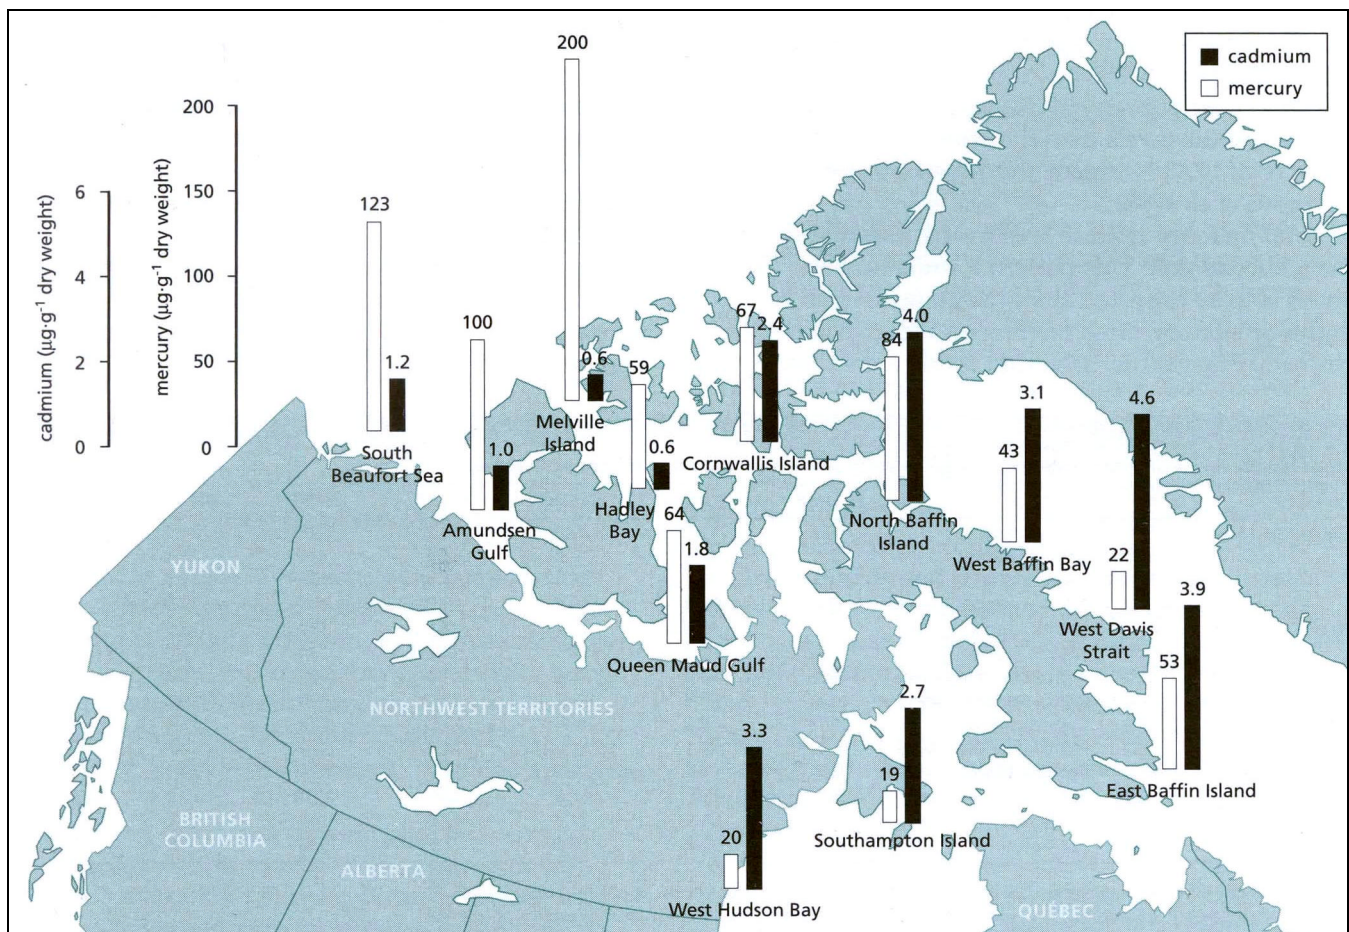 200
cadmium
mercury
cadmium (µg·g⁻¹ dry weight)
6
4
2
0
mercury (µg·g⁻¹ dry weight)
200
150
100
50
0
123
1.2
South
Beaufort Sea
100
1.0
Amundsen
Gulf
0.6
Melville
Island
59
0.6
Hadley
Bay
67
2.4
Cornwallis Island
64
1.8
Queen Maud Gulf
84
4.0
North Baffin
Island
43
3.1
West Baffin Bay
22
4.6
West Davis
Strait
53
3.9
East Baffin Island
19
2.7
Southampton Island
20
3.3
West Hudson Bay
YUKON
NORTHWEST TERRITORIES
BRITISH
COLUMBIA
ALBERTA
QUÉBEC